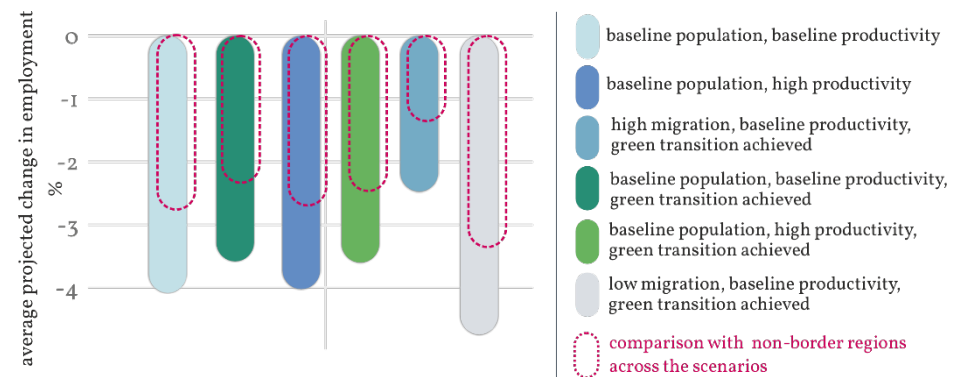 average projected change in employment
%
0
-1
-2
-3
-4
baseline population, baseline productivity
baseline population, high productivity
high migration, baseline productivity,
green transition achieved
baseline population, baseline productivity,
green transition achieved
baseline population, high productivity,
green transition achieved
low migration, baseline productivity,
green transition achieved
comparison with non-border regions
across the scenarios